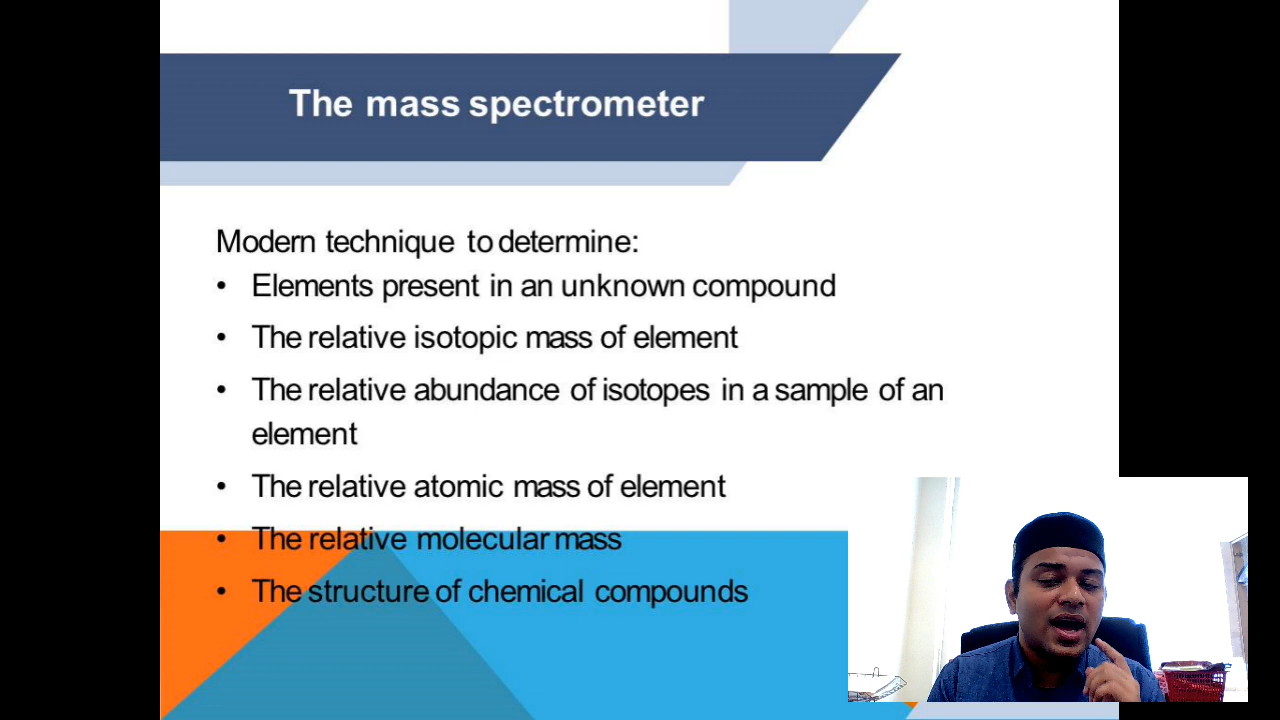 The mass spectrometer
Modern technique to determine:
• Elements present in an unknown compound
• The relative isotopic mass of element
• The relative abundance of isotopes in a sample of an
element
• The relative atomic mass of element
• The relative molecular mass
• The structure of chemical compounds